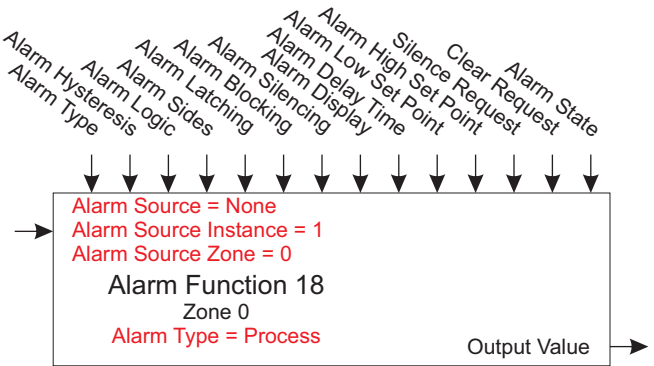 Alarm Type
Alarm Hysteresis
Alarm Logic
Alarm Sides
Alarm Latching
Alarm Blocking
Alarm Silencing
Alarm Display
Alarm Delay Time
Alarm Low Set Point
Alarm High Set Point
Silence Request
Clear Request
Alarm State
Alarm Source = None
Alarm Source Instance = 1
Alarm Source Zone = 0
Alarm Function 18
Zone 0
Alarm Type = Process
Output Value